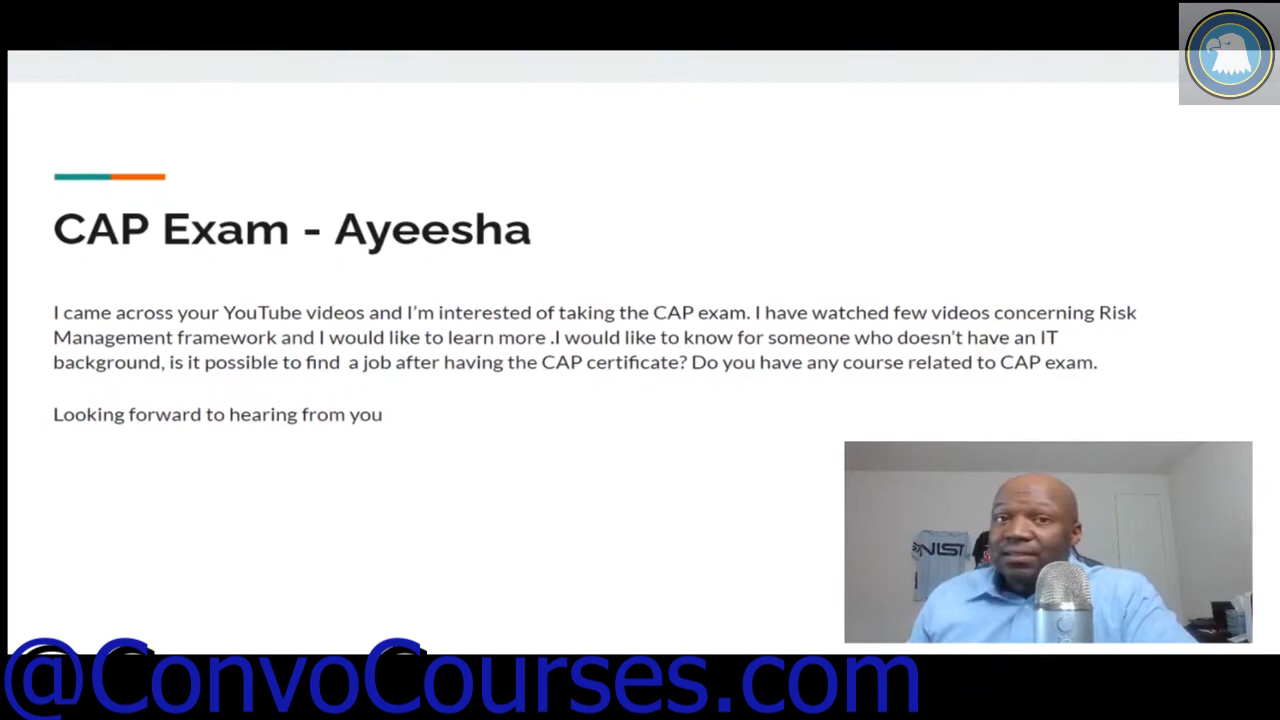 CAP Exam - Ayeesha
I came across your YouTube videos and I'm interested of taking the CAP exam. I have watched few videos concerning Risk
Management framework and I would like to learn more .I would like to know for someone who doesn't have an IT
background, is it possible to find a job after having the CAP certificate? Do you have any course related to CAP exam.
Looking forward to hearing from you
NIST
@ConvoCourses.com